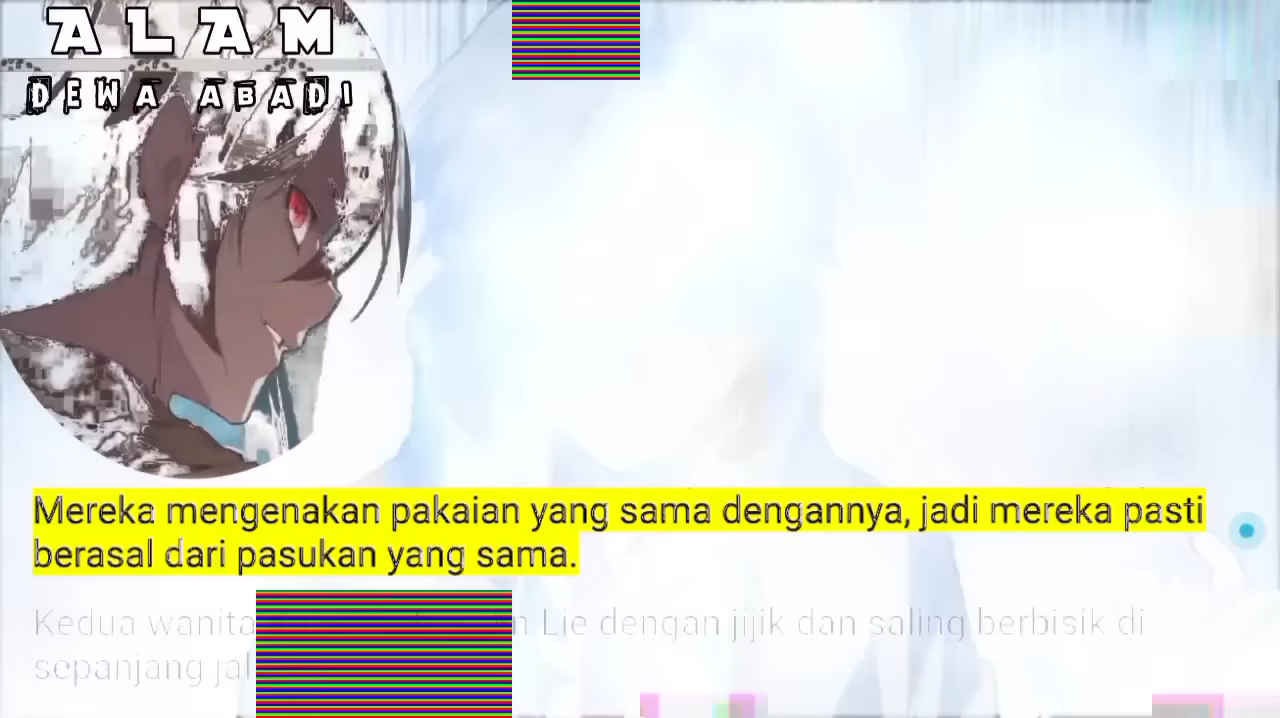 ALAM
DEWA ABADI
Mereka mengenakan pakaian yang sama dengannya, jadi mereka pasti
berasal dari pasukan yang sama.
Kedua wanita Lie dengan jijik dan saling berbisik di
sepanjang